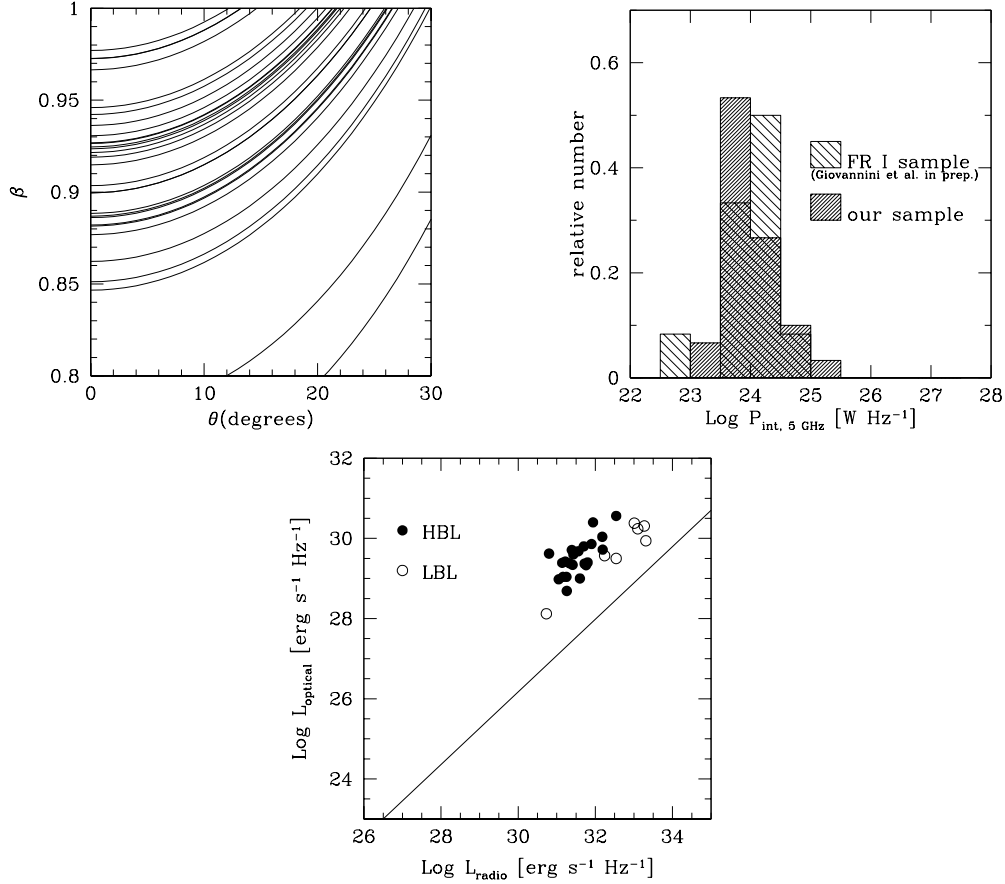 1
0.95
0.9
0.85
0.8
β
0
10
20
30
θ(degrees)
0.6
0.4
0.2
0
relative number
FR I sample
(Giovannini et al. in prep.)
our sample
22
23
24
25
26
27
28
Log P_int, 5 GHz [W Hz⁻¹]
32
30
28
26
24
Log L_optical [erg s⁻¹ Hz⁻¹]
HBL
LBL
26
28
30
32
34
Log L_radio [erg s⁻¹ Hz⁻¹]